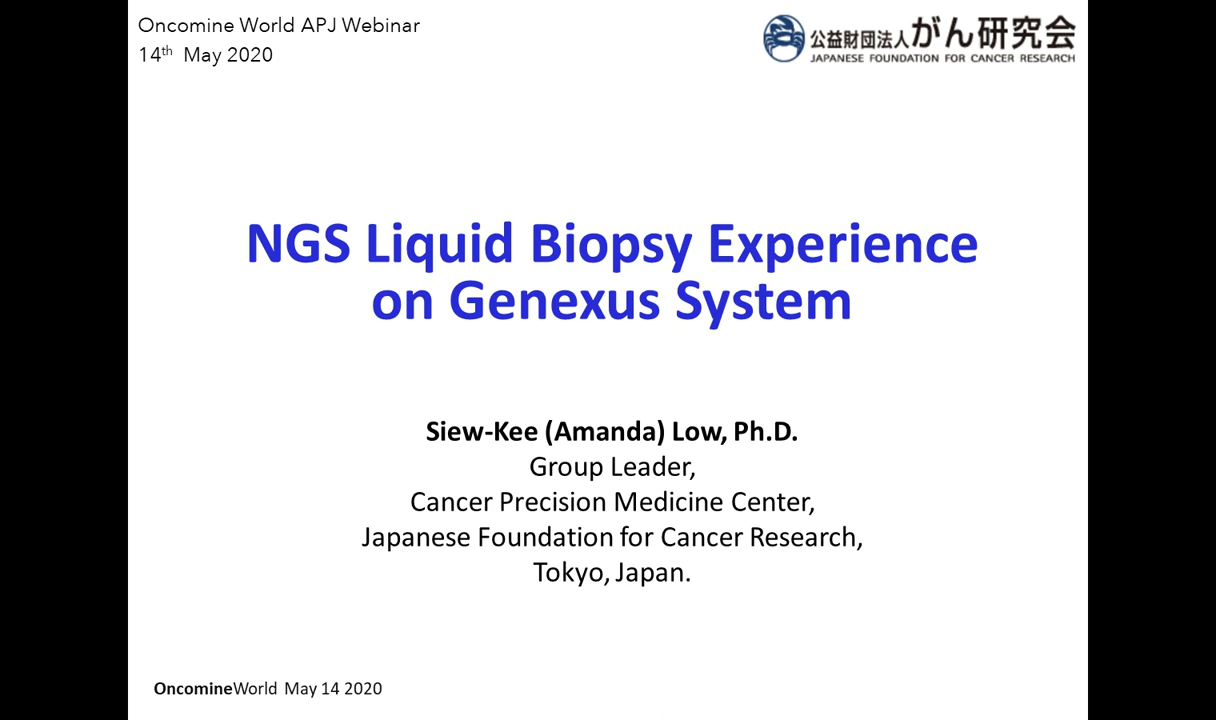 Oncomine World APJ Webinar
14th May 2020
公益財団法人がん研究会
JAPANESE FOUNDATION FOR CANCER RESEARCH
NGS Liquid Biopsy Experience
on Genexus System
Siew-Kee (Amanda) Low, Ph.D.
Group Leader,
Cancer Precision Medicine Center,
Japanese Foundation for Cancer Research,
Tokyo, Japan.
OncomineWorld May 14 2020